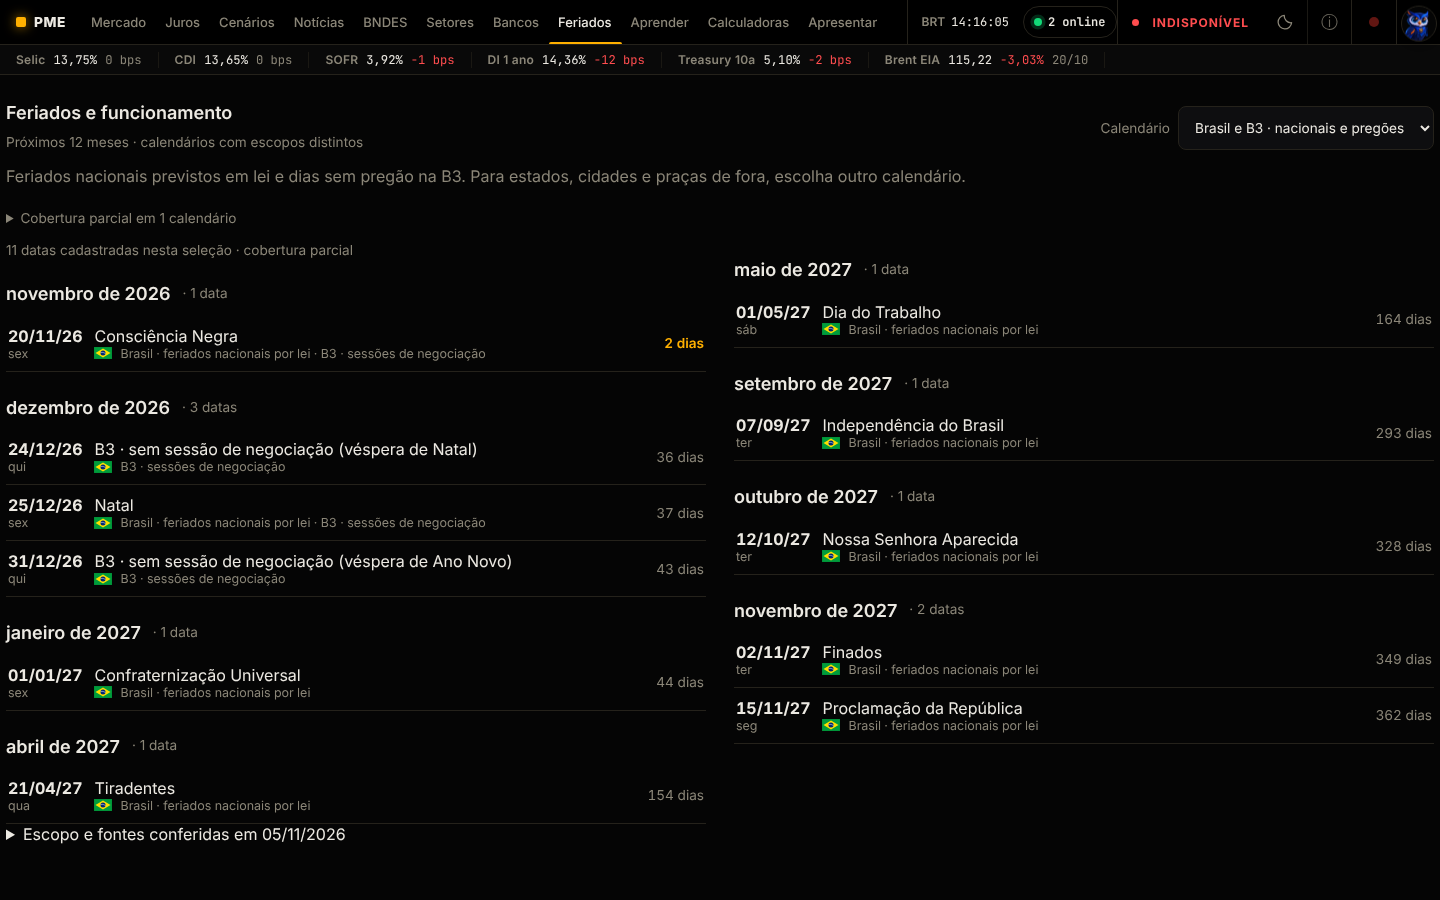 PME Mercado Juros Cenários Notícias BNDES Setores Bancos Feriados Aprender Calculadoras Apresentar BRT 14:16:05 2 online INDISPONÍVEL
Selic 13,75% 0 bps CDI 13,65% 0 bps SOFR 3,92% -1 bps DI 1 ano 14,36% -12 bps Treasury 10a 5,10% -2 bps Brent EIA 115,22 -3,03% 20/10
Feriados e funcionamento
Próximos 12 meses · calendários com escopos distintos
Calendário Brasil e B3 · nacionais e pregões
Feriados nacionais previstos em lei e dias sem pregão na B3. Para estados, cidades e praças de fora, escolha outro calendário.
Cobertura parcial em 1 calendário
11 datas cadastradas nesta seleção · cobertura parcial
novembro de 2026 · 1 data
20/11/26 Consciência Negra
sex Brasil · feriados nacionais por lei · B3 · sessões de negociação
2 dias
dezembro de 2026 · 3 datas
24/12/26 B3 · sem sessão de negociação (véspera de Natal)
qui B3 · sessões de negociação
36 dias
25/12/26 Natal
sex Brasil · feriados nacionais por lei · B3 · sessões de negociação
37 dias
31/12/26 B3 · sem sessão de negociação (véspera de Ano Novo)
qui B3 · sessões de negociação
43 dias
janeiro de 2027 · 1 data
01/01/27 Confraternização Universal
sex Brasil · feriados nacionais por lei
44 dias
abril de 2027 · 1 data
21/04/27 Tiradentes
qua Brasil · feriados nacionais por lei
154 dias
maio de 2027 · 1 data
01/05/27 Dia do Trabalho
sáb Brasil · feriados nacionais por lei
164 dias
setembro de 2027 · 1 data
07/09/27 Independência do Brasil
ter Brasil · feriados nacionais por lei
293 dias
outubro de 2027 · 1 data
12/10/27 Nossa Senhora Aparecida
ter Brasil · feriados nacionais por lei
328 dias
novembro de 2027 · 2 datas
02/11/27 Finados
ter Brasil · feriados nacionais por lei
349 dias
15/11/27 Proclamação da República
seg Brasil · feriados nacionais por lei
362 dias
Escopo e fontes conferidas em 05/11/2026